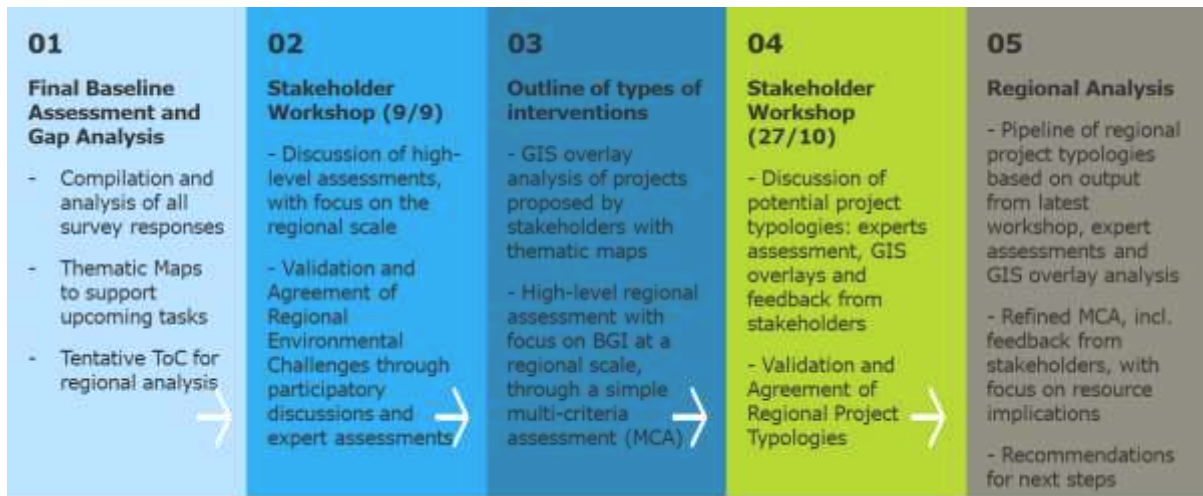 01
Final Baseline
Assessment and
Gap Analysis
- Compilation and
analysis of all
survey responses
- Thematic Maps
to support
upcoming tasks
- Tentative ToC for
regional analysis
02
Stakeholder
Workshop (9/9)
- Discussion of high-
level assessments,
with focus on the
regional scale
- Validation and
Agreement of
Regional
Environmental
Challenges through
participatory
discussions and
expert assessments
03
Outline of types of
interventions
- GIS overlay
analysis of projects
proposed by
stakeholders with
thematic maps
- High-level regional
assessment with
focus on BGI at a
regional scale,
through a simple
multi-criteria
assessment (MCA)
04
Stakeholder
Workshop
(27/10)
- Discussion of
potential project
typologies: experts
assessment, GIS
overlays and
feedback from
stakeholders
- Validation and
Agreement of
Regional Project
Typologies
05
Regional Analysis
- Pipeline of regional
project typologies
based on output
from latest
workshop, expert
assessments and
GIS overlay analysis
- Refined MCA, incl.
feedback from
stakeholders, with
focus on resource
implications
- Recommendations
for next steps